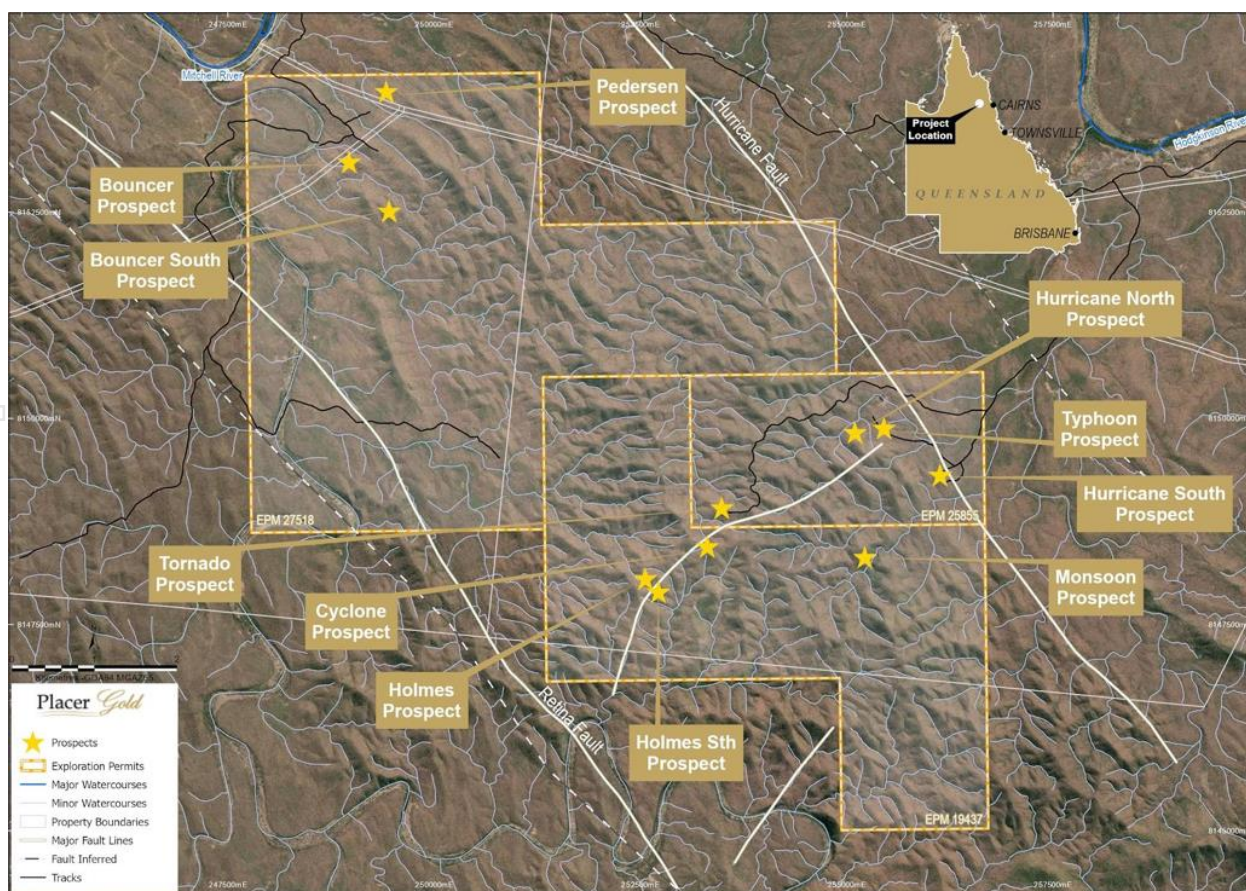 247500mE
250000mE
252500mE
255000mE
257500mE
Mitchell River
Pedersen
Prospect
Hurricane Fault
CAIRNS
Project
Location
TOWNSVILLE
Hodgkinson River
Bouncer
Prospect
QUEENSLAND
8152500mN
8152500mN
BRISBANE
Bouncer South
Prospect
Hurricane North
Prospect
8150000mN
8150000mN
Typhoon
Prospect
Hurricane South
Prospect
EPM 27518
EPM 25855
Tornado
Prospect
Monsoon
Prospect
Cyclone
Prospect
8147500mN
8147500mN
Holmes
Prospect
Retina Fault
Holmes Sth
Prospect
Placer Gold
Prospects
Exploration Permits
Major Watercourses
Minor Watercourses
Property Boundaries
Major Fault Lines
Fault Inferred
Tracks
EPM 19437
8145000mN
247500mE
250000mE
252500mE
255000mE
257500mE